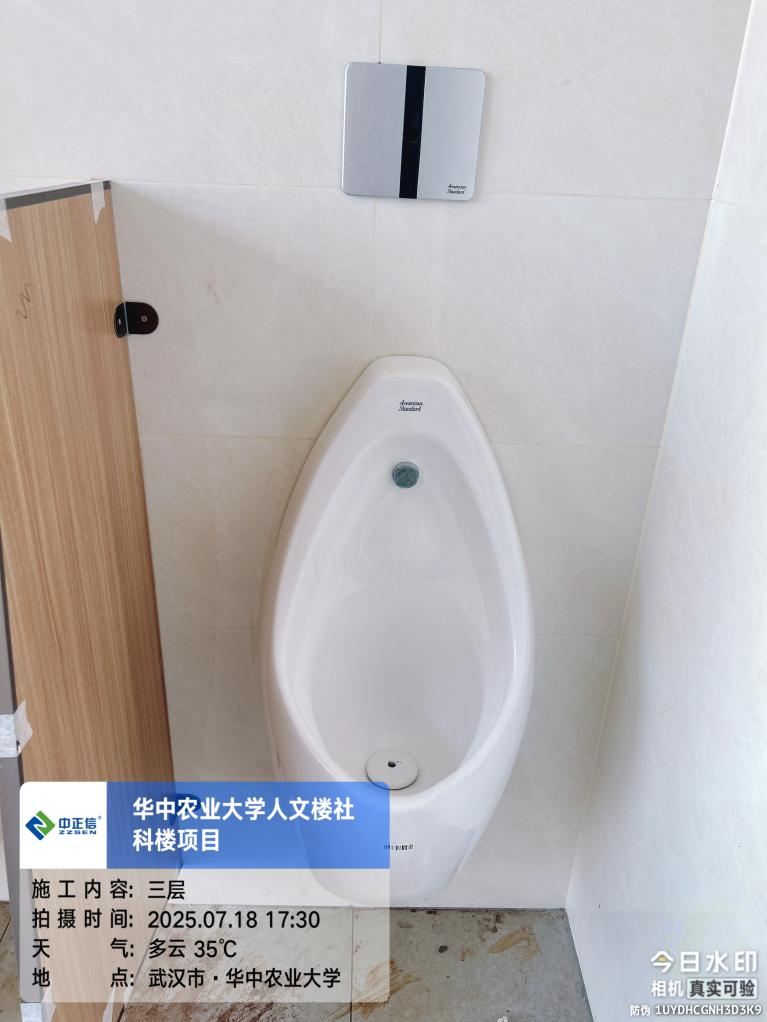 American
Standard
American
Standard
中正信®
ZZSEN
华中农业大学人文楼社
科楼项目
施工内容: 三层
拍摄时间: 2025.07.18 17:30
天气: 多云 35℃
地点: 武汉市·华中农业大学
今日水印
相机 真实可验
防伪 1UYDHCGNH3D3K9